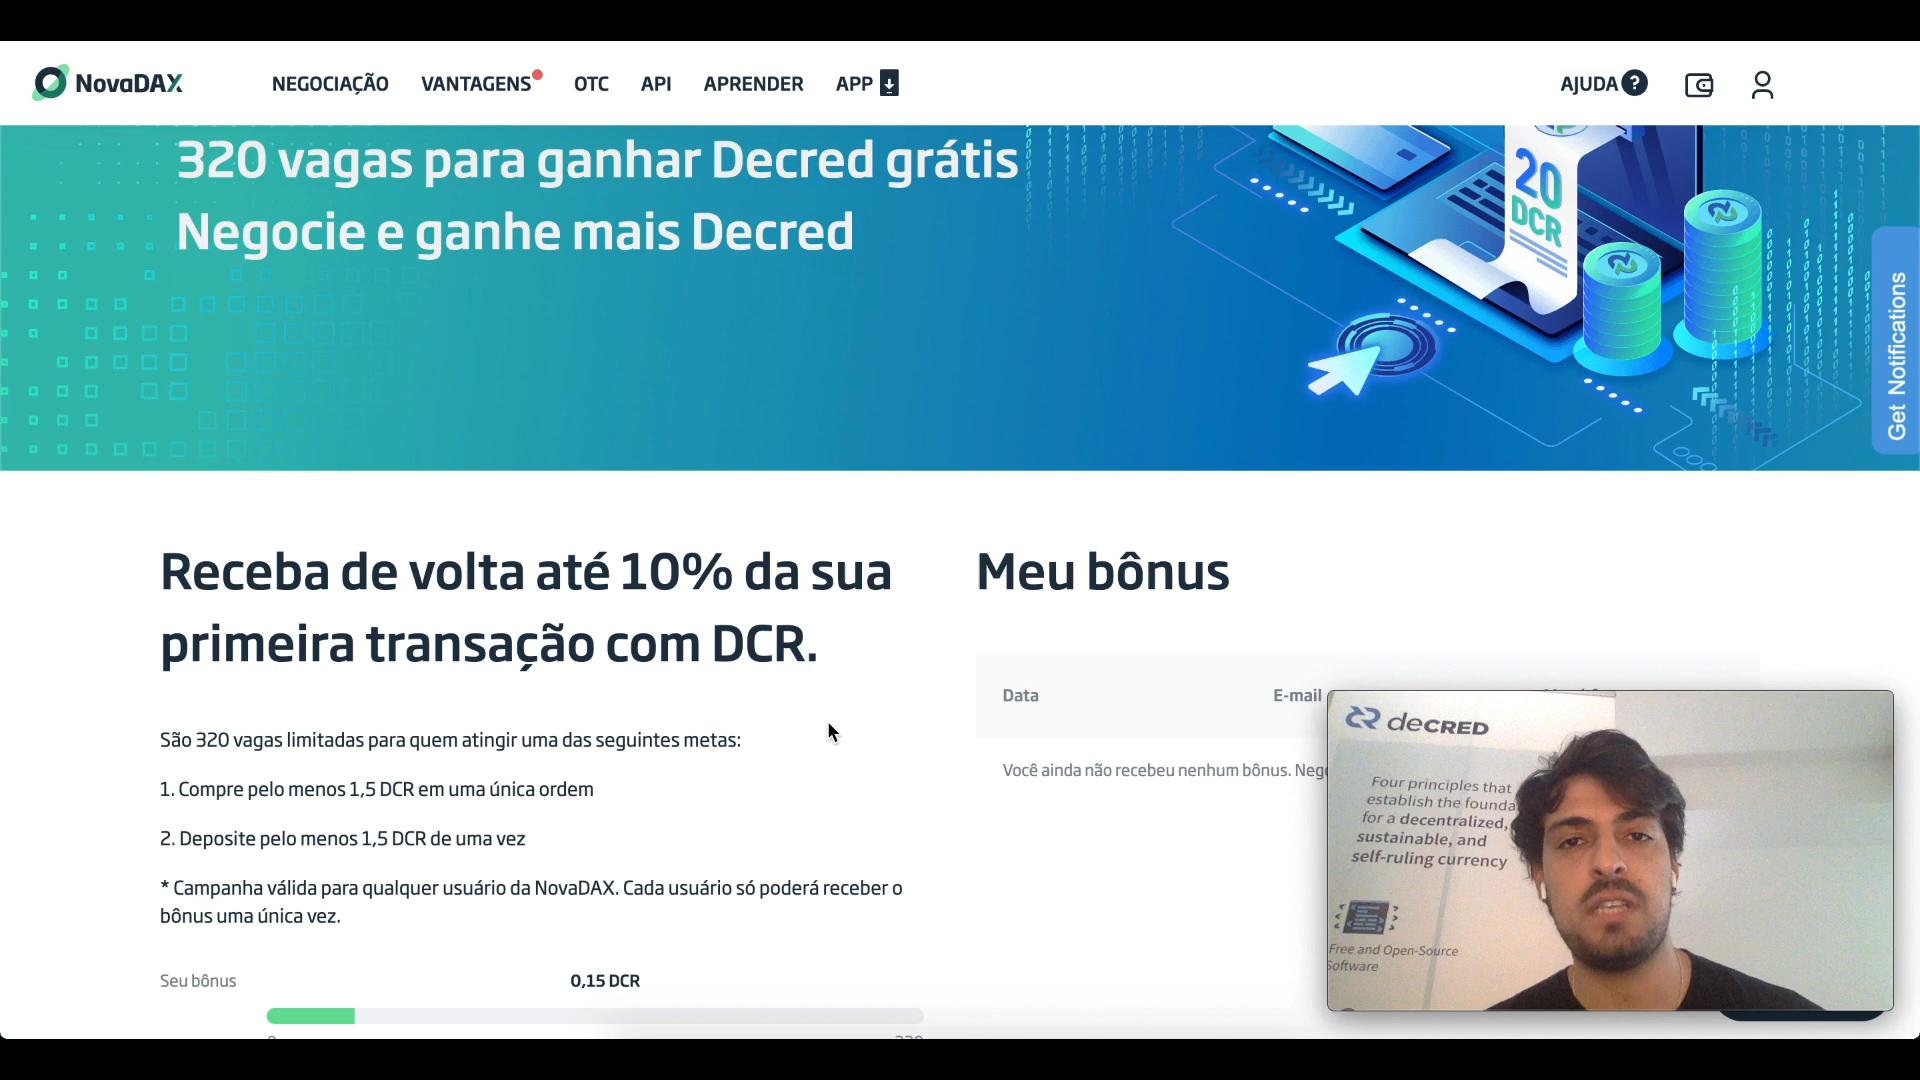 NovaDAX
NEGOCIAÇÃO
VANTAGENS
OTC
API
APRENDER
APP
AJUDA ?
320 vagas para ganhar Decred grátis
Negocie e ganhe mais Decred
20
DCR
Get Notifications
Receba de volta até 10% da sua
primeira transação com DCR.
São 320 vagas limitadas para quem atingir uma das seguintes metas:
1. Compre pelo menos 1,5 DCR em uma única ordem
2. Deposite pelo menos 1,5 DCR de uma vez
* Campanha válida para qualquer usuário da NovaDAX. Cada usuário só poderá receber o
bônus uma única vez.
Seu bônus
0,15 DCR
Meu bônus
Data
E-mail
Você ainda não recebeu nenhum bônus.
deCRED
Four principles that
establish the founda
for a decentralized,
sustainable, and
self-ruling currency
Free and Open-Source
Software